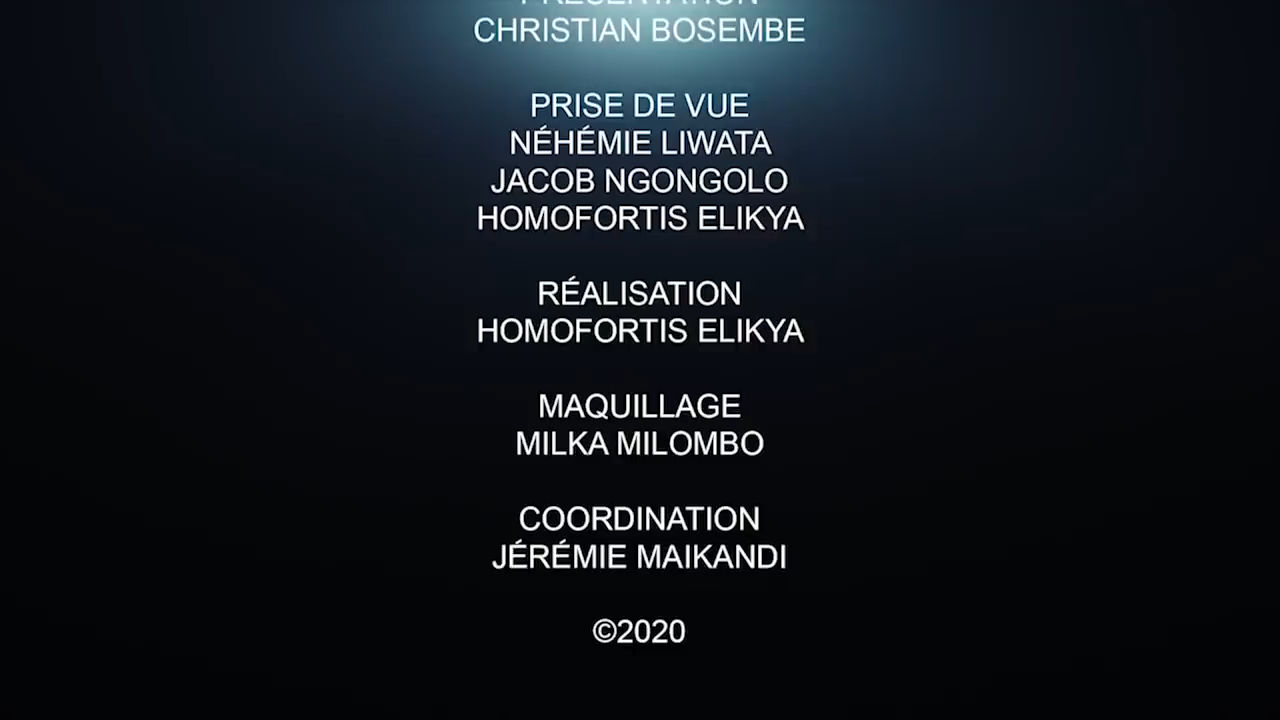 PRÉSENTATION
CHRISTIAN BOSEMBE
PRISE DE VUE
NÉHÉMIE LIWATA
JACOB NGONGOLO
HOMOFORTIS ELIKYA
RÉALISATION
HOMOFORTIS ELIKYA
MAQUILLAGE
MILKA MILOMBO
COORDINATION
JÉRÉMIE MAIKANDI
©2020